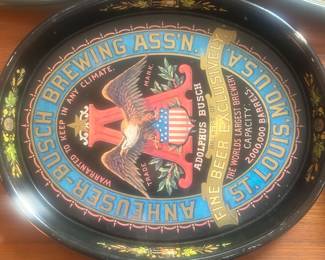 ANHEUSER-BUSCH BREWING ASS'N.
ST. LOUIS, MO. U.S.A.
WARRANTED TO KEEP IN ANY CLIMATE.
TRADE MARK.
A
ADOLPHUS BUSCH
FINE BEER EXCLUSIVELY
THE WORLD'S LARGEST BREWERY
CAPACITY
2,000,000 BARRELS